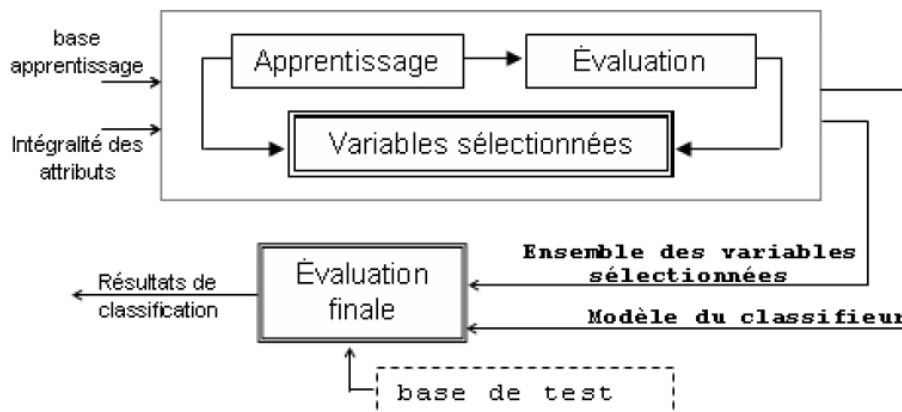 base
apprentissage
Intégralité des
attributs
Apprentissage
Évaluation
Variables sélectionnées
Ensemble des variables
sélectionnées
Modèle du classifieur
Évaluation
finale
Résultats de
classification
base de test